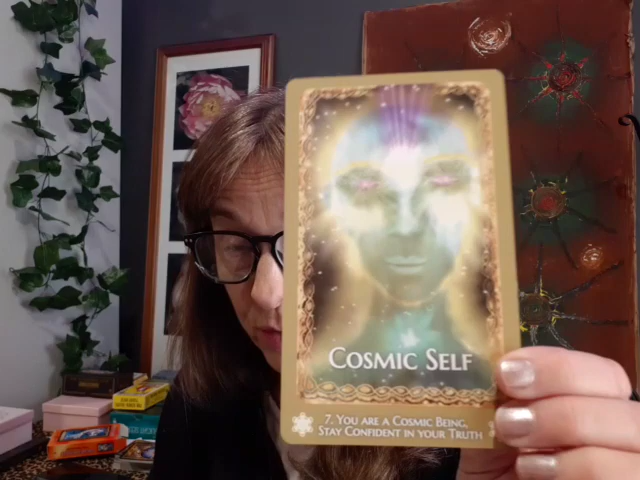 COSMIC SELF
7. YOU ARE A COSMIC BEING,
STAY CONFIDENT IN YOUR TRUTH